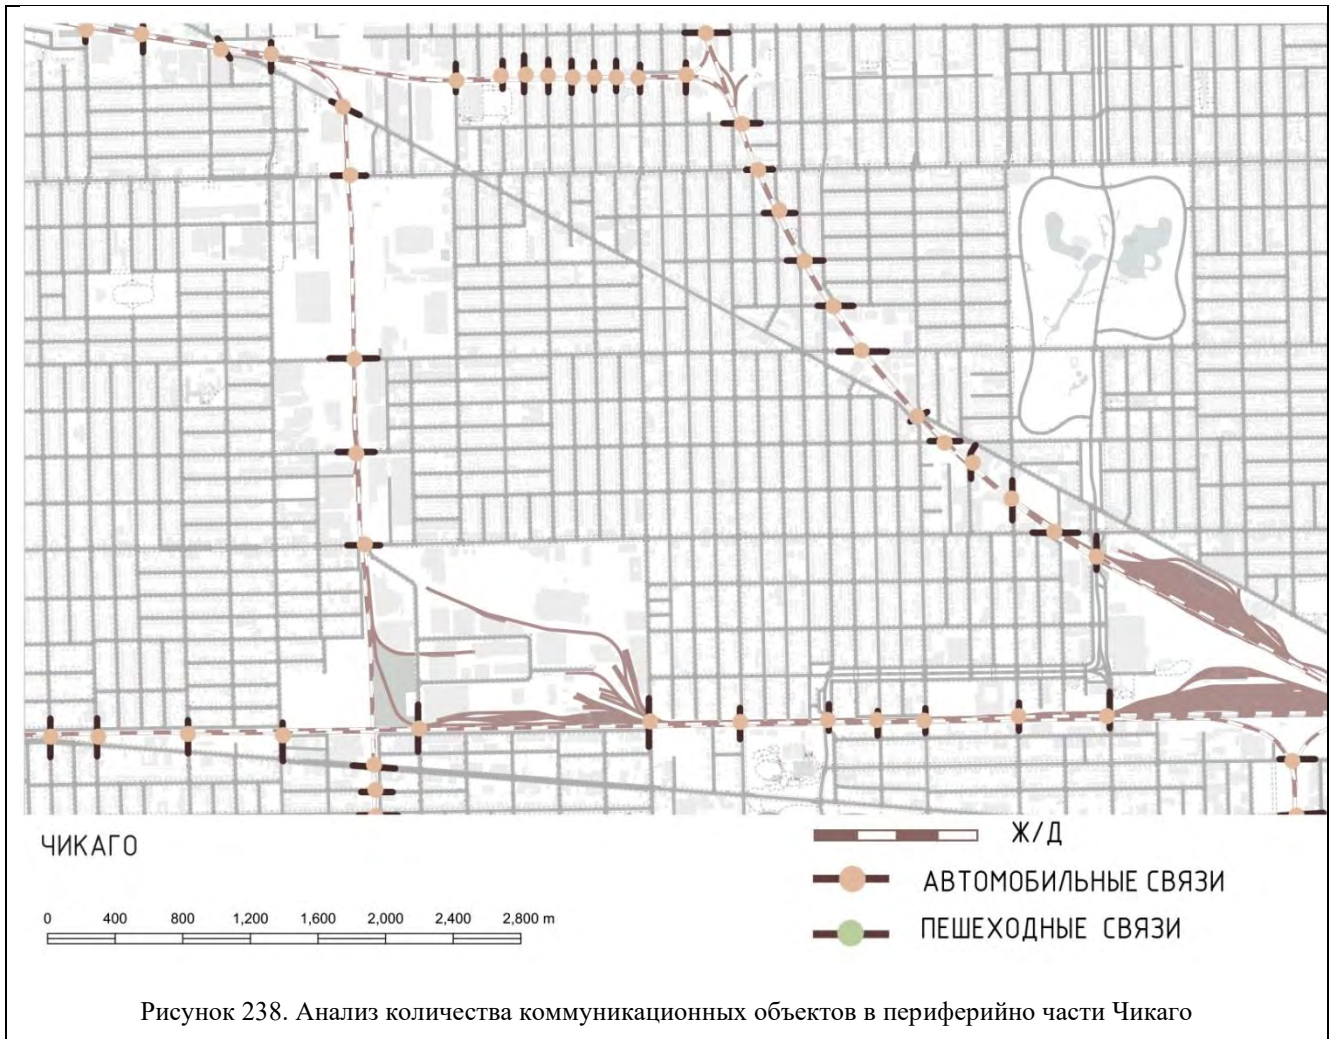 ЧИКАГО
0 400 800 1,200 1,600 2,000 2,400 2,800 m
Ж/Д
АВТОМОБИЛЬНЫЕ СВЯЗИ
ПЕШЕХОДНЫЕ СВЯЗИ
Рисунок 238. Анализ количества коммуникационных объектов в периферийно части Чикаго